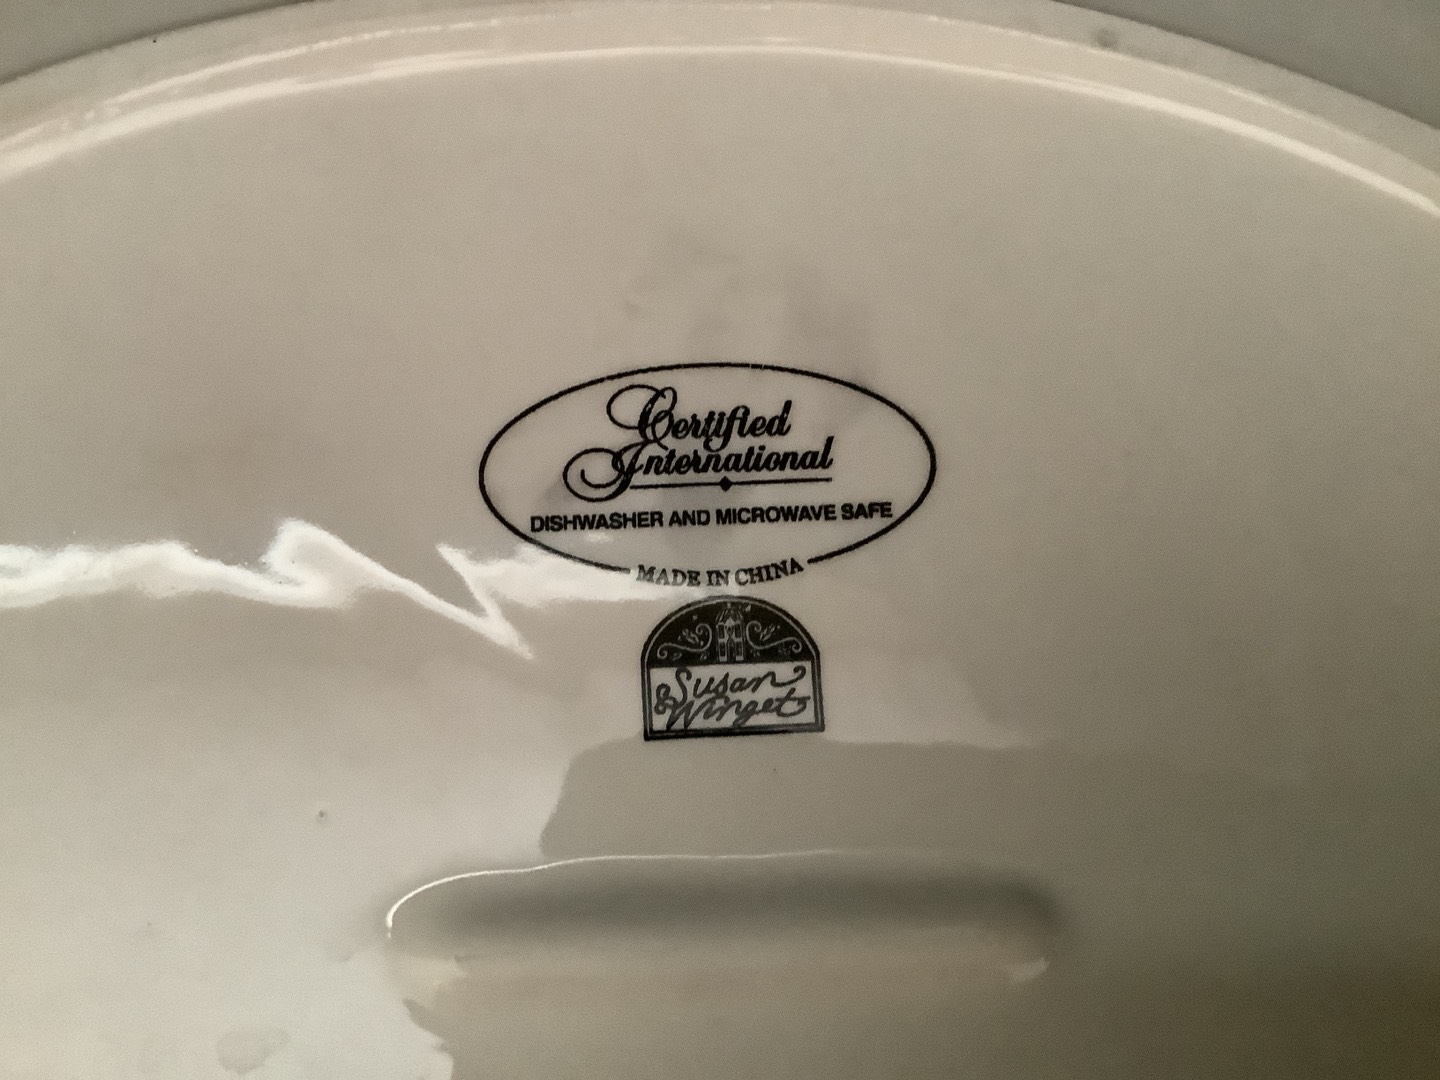 Certified
International
DISHWASHER AND MICROWAVE SAFE
MADE IN CHINA
Susan
Winget